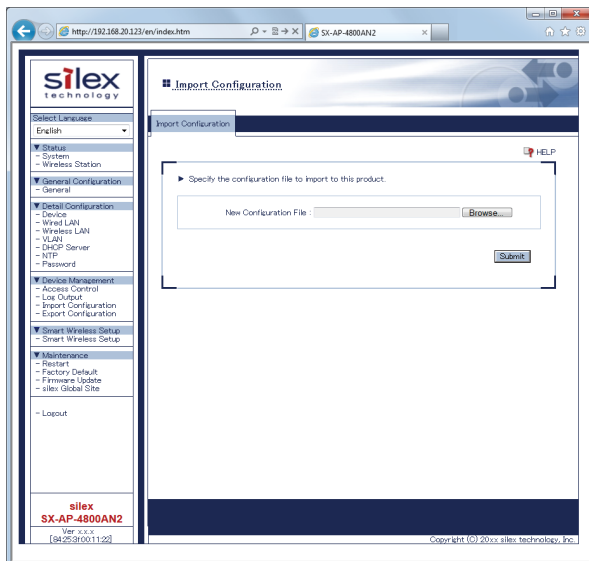 http://192.168.20.123/en/index.htm
SX-AP-4800AN2
silex
technology
Import Configuration
Select Language
English
Import Configuration
HELP
▼ Status
- System
- Wireless Station
▼ General Configuration
- General
▼ Detail Configuration
- Device
- Wired LAN
- Wireless LAN
- VLAN
- DHCP Server
- NTP
- Password
▼ Device Management
- Access Control
- Log Output
- Import Configuration
- Export Configuration
▼ Smart Wireless Setup
- Smart Wireless Setup
▼ Maintenance
- Restart
- Factory Default
- Firmware Update
- silex Global Site
- Logout
► Specify the configuration file to import to this product.
New Configuration File :
Browse...
Submit
silex
SX-AP-4800AN2
Ver x.x.x
[84:25:3f:00:11:22]
Copyright (C) 20xx silex technology, Inc.